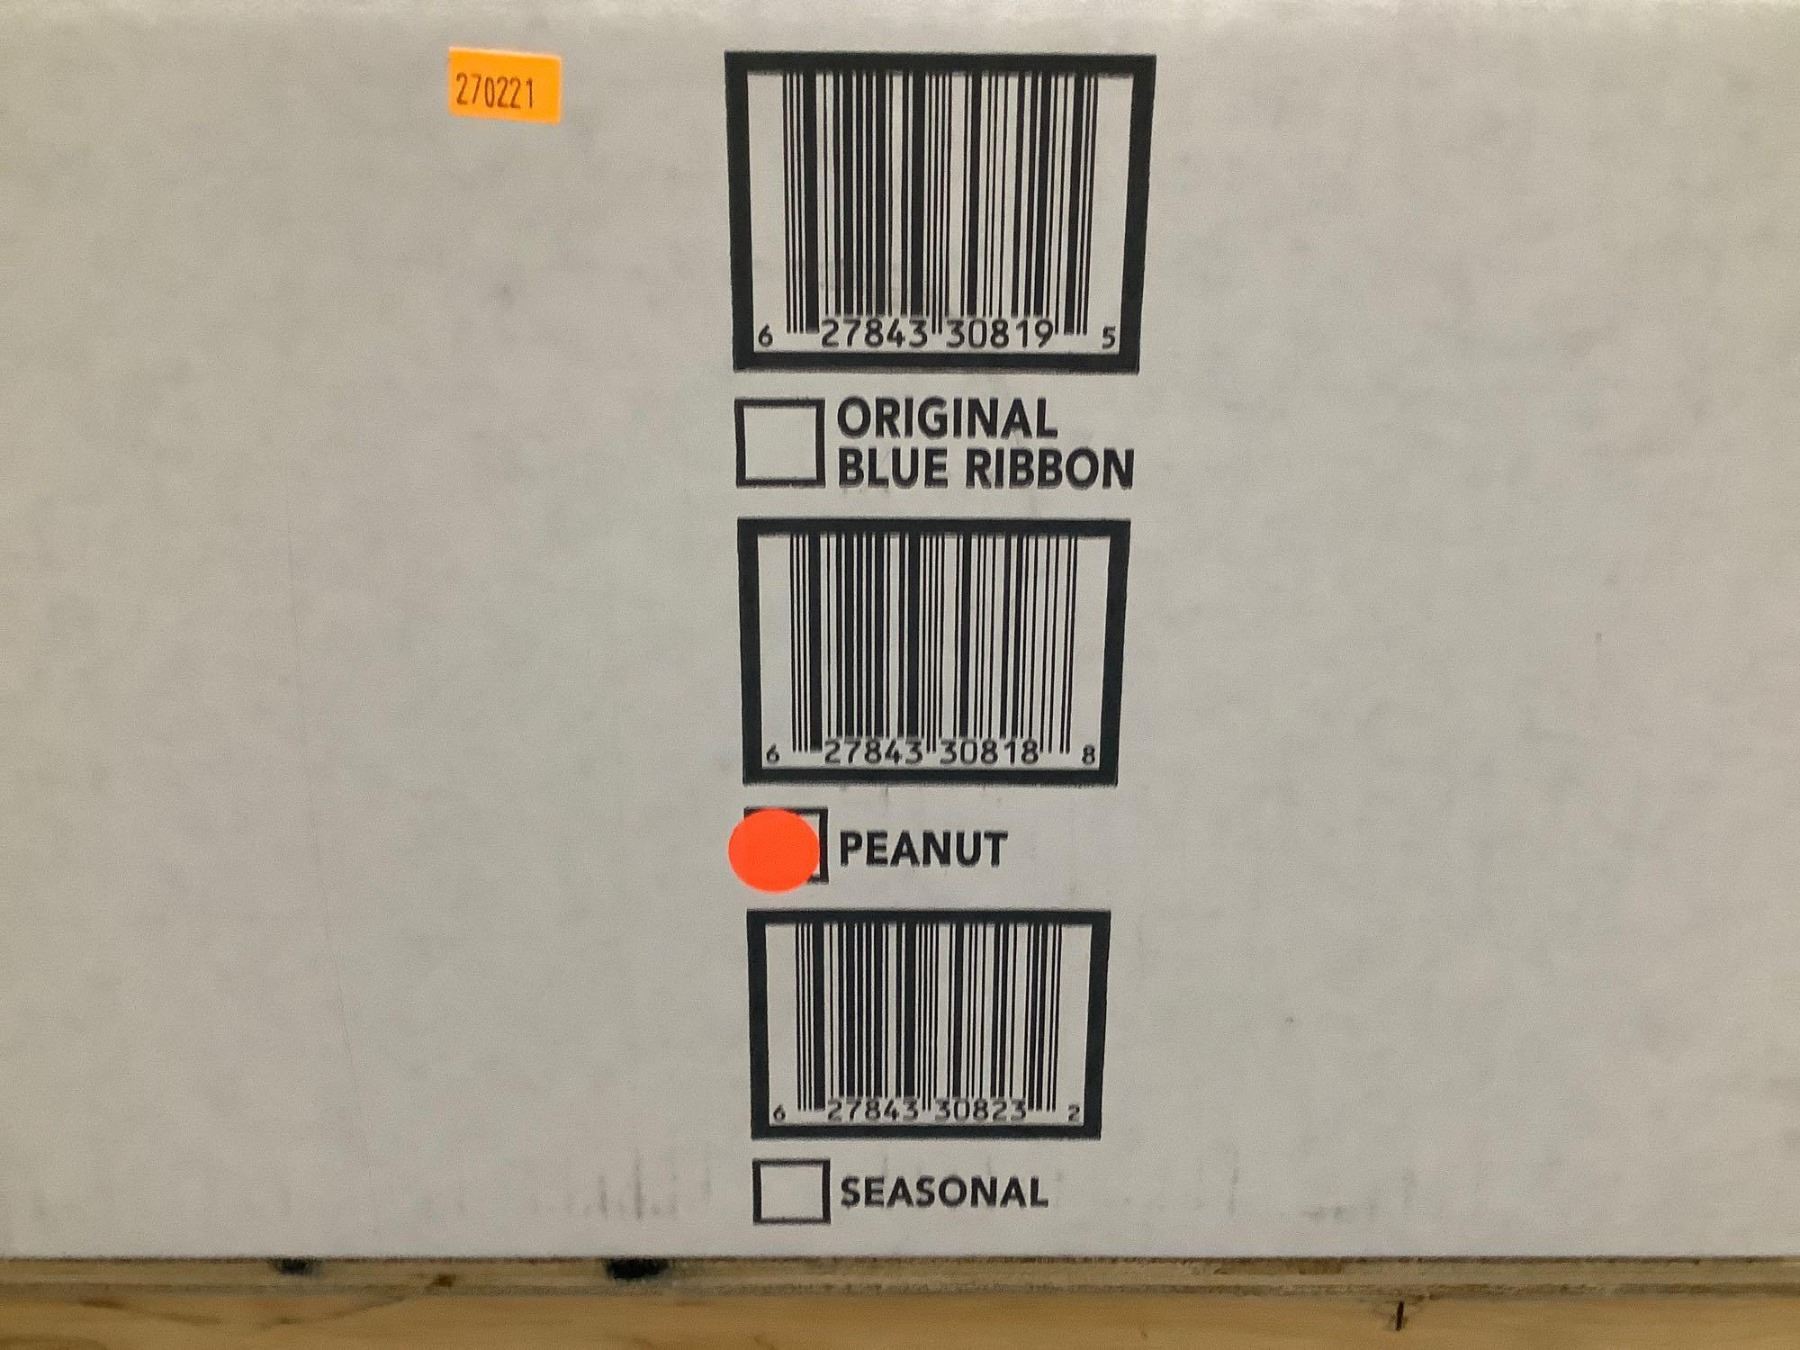 270221
6 27843 30819 5
ORIGINAL
BLUE RIBBON
6 27843 30818 8
PEANUT
6 27843 30823 2
SEASONAL